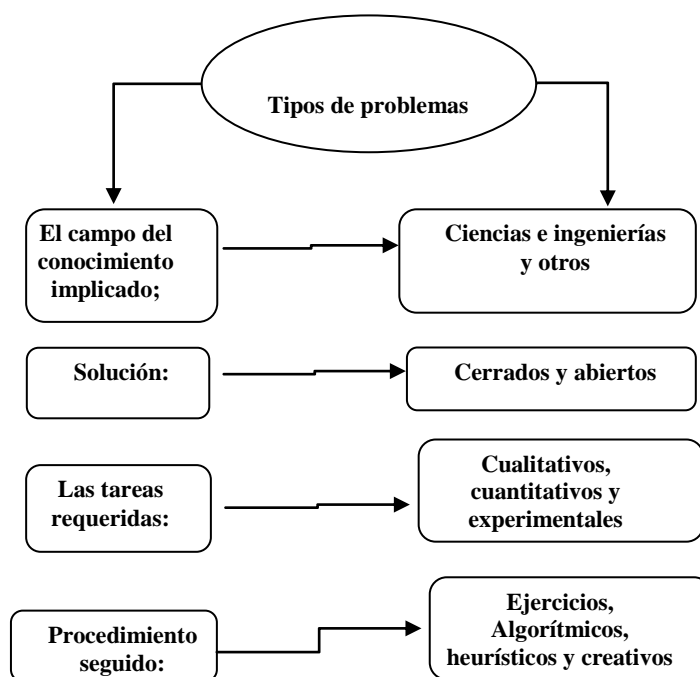 Tipos de problemas
El campo del
conocimiento
implicado;
Ciencias e ingenierías
y otros
Solución:
Cerrados y abiertos
Las tareas
requeridas:
Cualitativos,
cuantitativos y
experimentales
Procedimiento
seguido:
Ejercicios,
Algorítmicos,
heurísticos y creativos